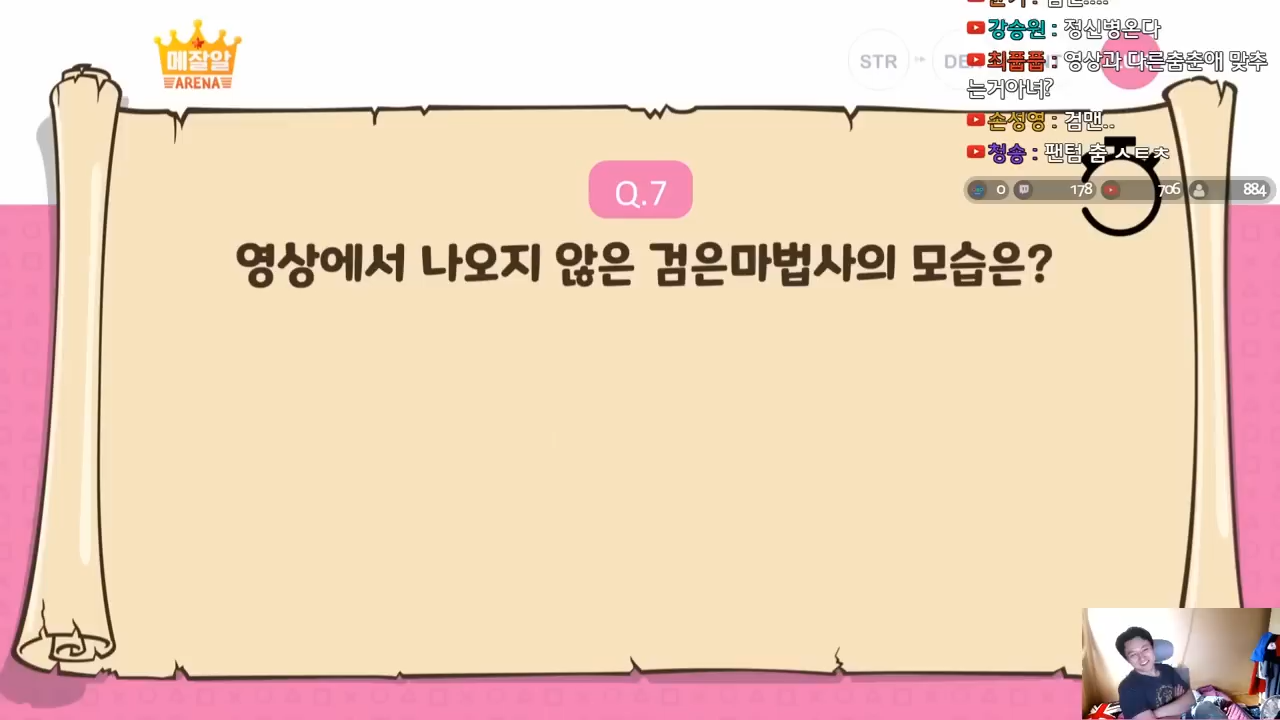 메잘알
ARENA
STR
강승원 : 정신병온다
최품품 : 영상과 다른춤춘애 맞추
는거아녀?
손성영 : 검맨..
청송 : 팬텀 춤 ㅅㅌㅊ
0 178 706 884
Q.7
영상에서 나오지 않은 검은마법사의 모습은?